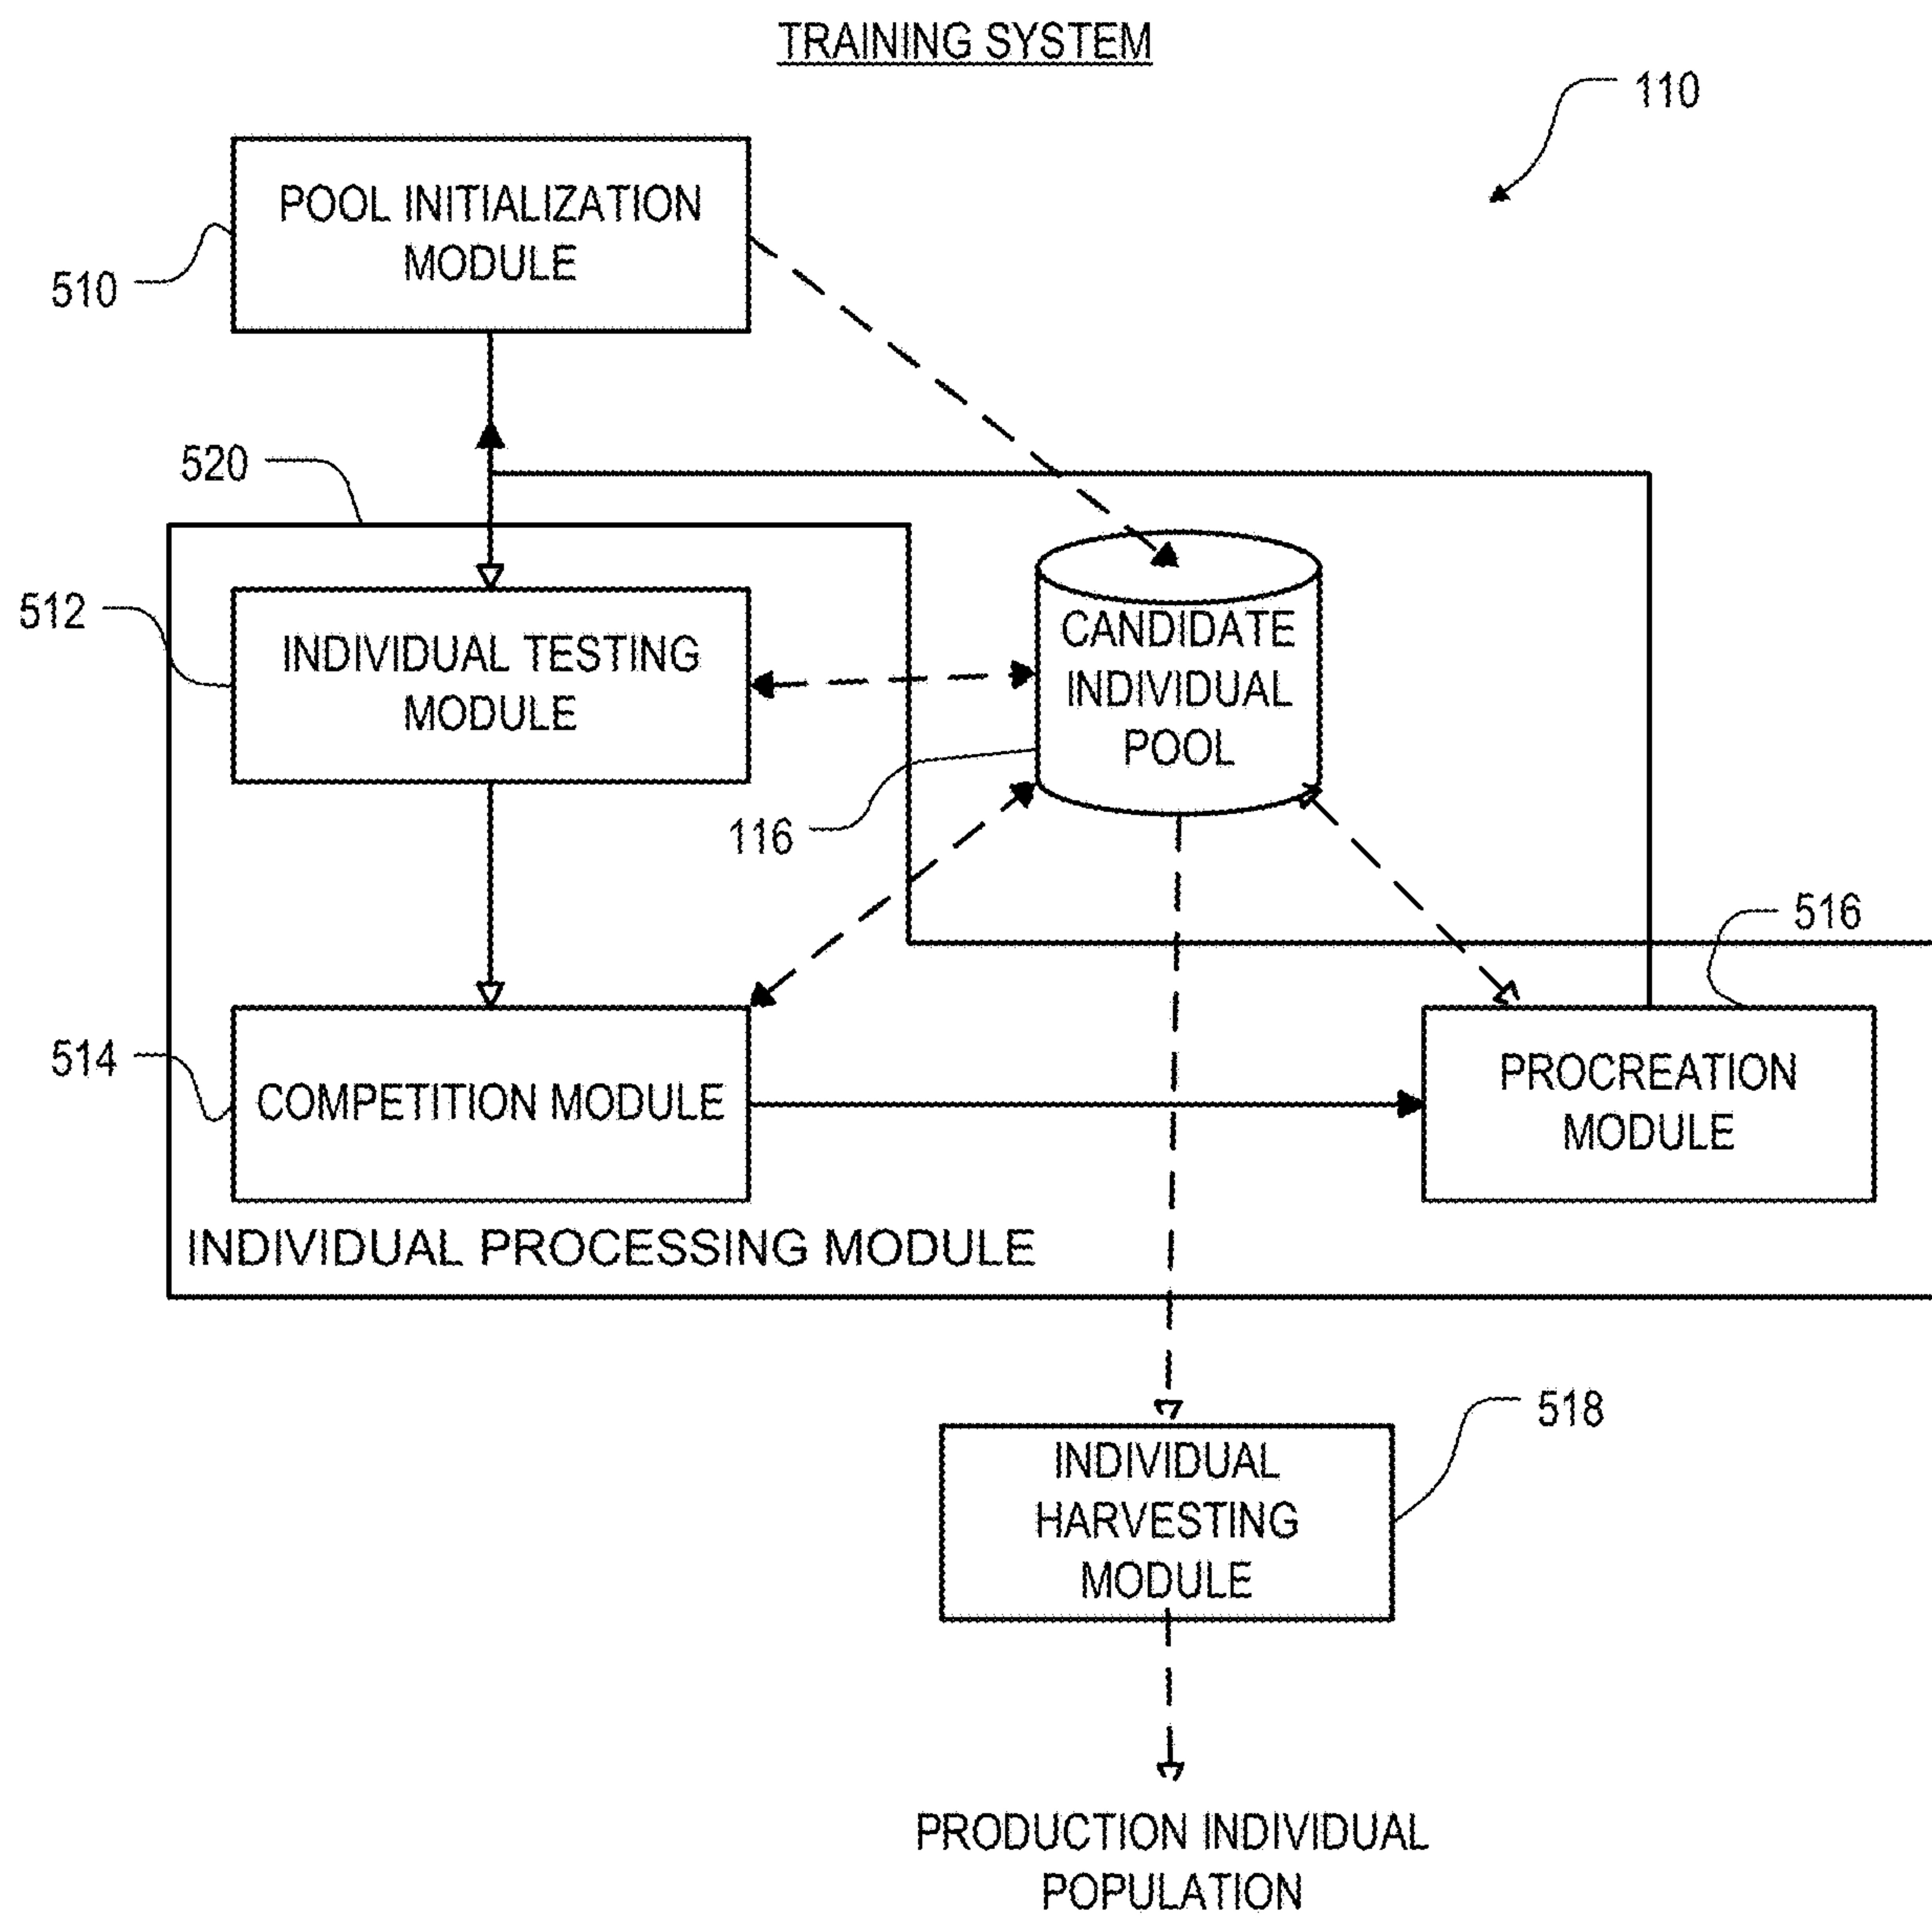 TRAINING SYSTEM
110
POOL INITIALIZATION
MODULE
510
520
512
INDIVIDUAL TESTING
MODULE
CANDIDATE
INDIVIDUAL
POOL
116
516
514
COMPETITION MODULE
PROCREATION
MODULE
INDIVIDUAL PROCESSING MODULE
518
INDIVIDUAL
HARVESTING
MODULE
PRODUCTION INDIVIDUAL
POPULATION